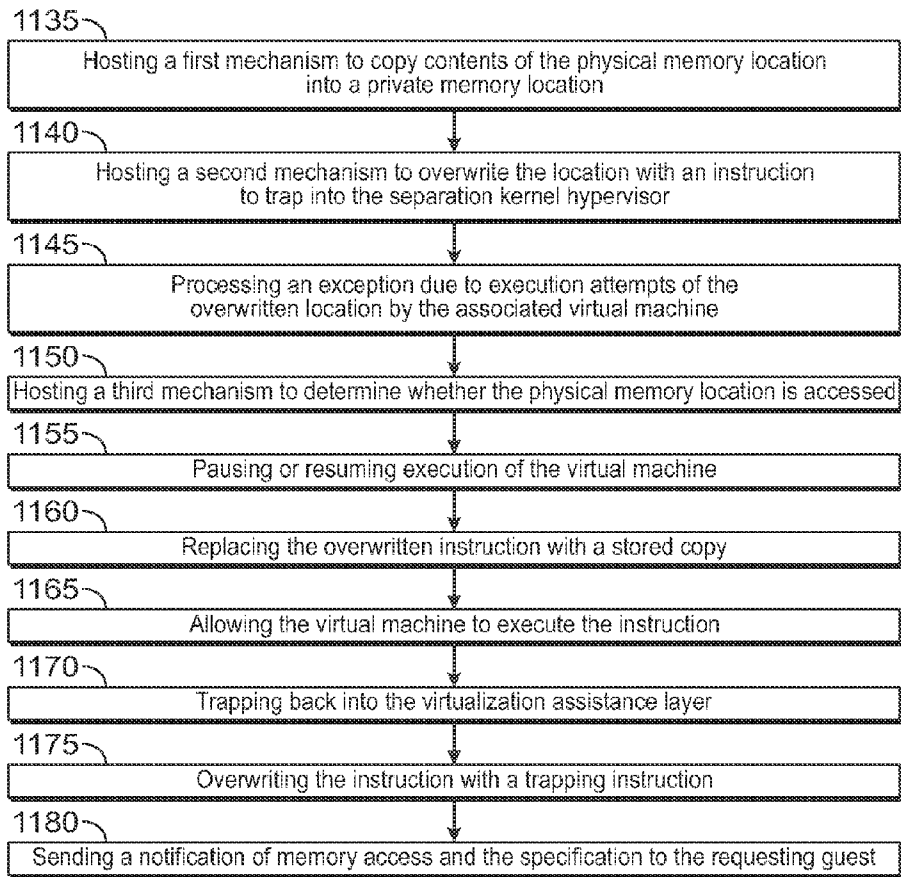 1135
Hosting a first mechanism to copy contents of the physical memory location
into a private memory location
1140
Hosting a second mechanism to overwrite the location with an instruction
to trap into the separation kernel hypervisor
1145
Processing an exception due to execution attempts of the
overwritten location by the associated virtual machine
1150
Hosting a third mechanism to determine whether the physical memory location is accessed
1155
Pausing or resuming execution of the virtual machine
1160
Replacing the overwritten instruction with a stored copy
1165
Allowing the virtual machine to execute the instruction
1170
Trapping back into the virtualization assistance layer
1175
Overwriting the instruction with a trapping instruction
1180
Sending a notification of memory access and the specification to the requesting guest